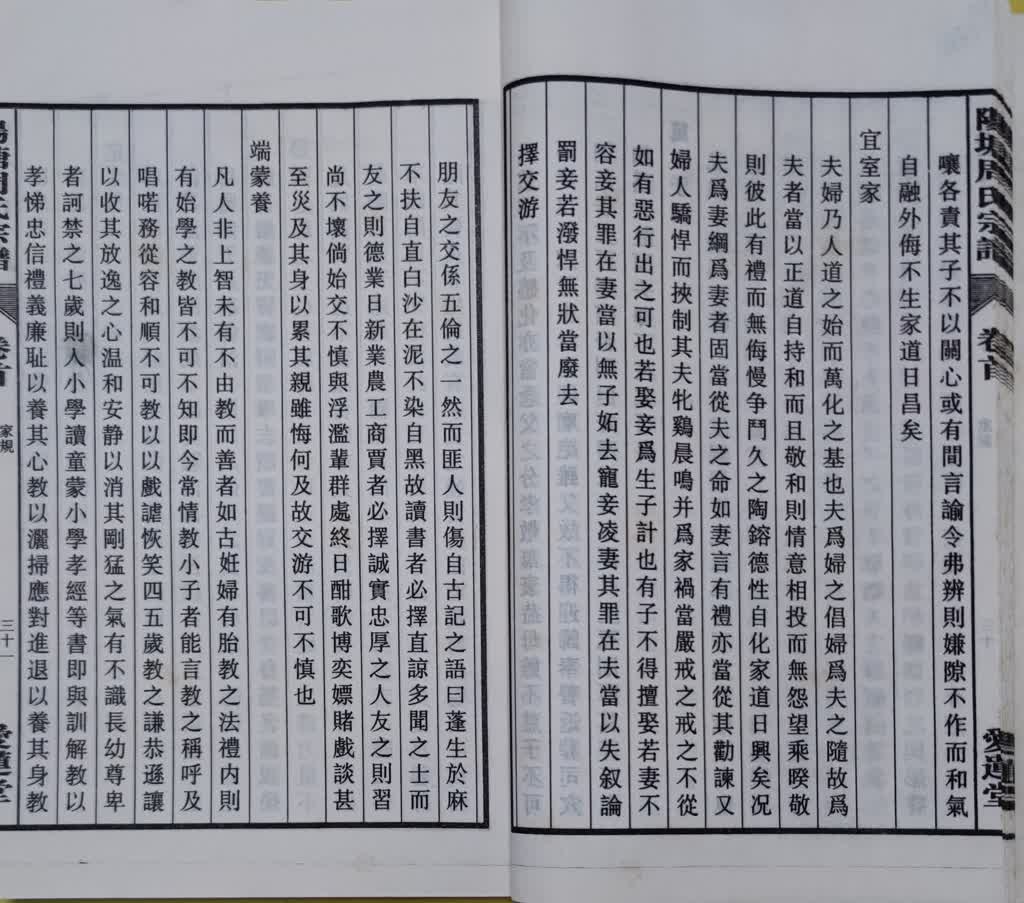 陽塘周氏宗譜 卷首 愛蓮堂
嚷各責其子不以關心或有間言諭令弗辨則嫌隙不作而和氣
自融外侮不生家道日昌矣
宜室家
夫婦乃人道之始而萬化之基也夫爲婦之倡婦爲夫之隨故爲
夫者當以正道自持和而且敬和則情意相投而無怨望乘暌敬
則彼此有禮而無侮慢争鬥久之陶鎔德性自化家道日興矣况
夫爲妻綱爲妻者固當從夫之命如妻言有禮亦當從其勸諫又
婦人驕悍而挾制其夫牝鷄晨鳴并爲家禍當嚴戒之戒之不從
如有惡行出之可也若娶妾爲生子計也有子不得擅娶若妻不
容妾其罪在妻當以無子妬去寵妾凌妻其罪在夫當以失叙論
罰妾若潑悍無狀當廢去
擇交游
朋友之交係五倫之一然而匪人則傷自古記之語曰蓬生於麻
不扶自直白沙在泥不染自黑故讀書者必擇直諒多聞之士而
友之則德業日新業農工商賈者必擇誠實忠厚之人友之則習
尚不壞倘始交不慎與浮濫輩群處終日酣歌博奕嫖賭戲談甚
至災及其身以累其親雖悔何及故交游不可不慎也
端蒙養
凡人非上智未有不由教而善者如古妊婦有胎教之法禮内則
有始學之教皆不可不知即今常情教小子者能言教之稱呼及
唱喏務從容和順不可教以以戲謔恢笑四五歲教之謙恭遜讓
以收其放逸之心温和安静以消其剛猛之氣有不識長幼尊卑
者訶禁之七歲則人小學讀童蒙小學孝經等書即與訓解教以
孝悌忠信禮義廉耻以養其心教以灑掃應對進退以養其身教
陽塘周氏宗譜 卷首 家規 三十一 愛蓮堂